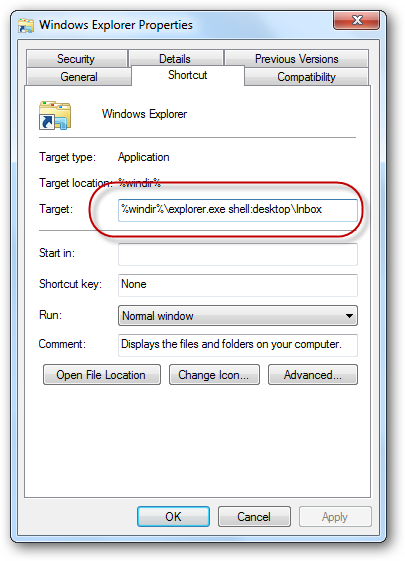 Windows Explorer Properties
Security Details Previous Versions
General Shortcut Compatibility
Windows Explorer
Target type: Application
Target location: %windir%
Target: %windir%\explorer.exe shell:desktop\Inbox
Start in:
Shortcut key: None
Run: Normal window
Comment: Displays the files and folders on your computer.
Open File Location Change Icon... Advanced...
OK Cancel Apply